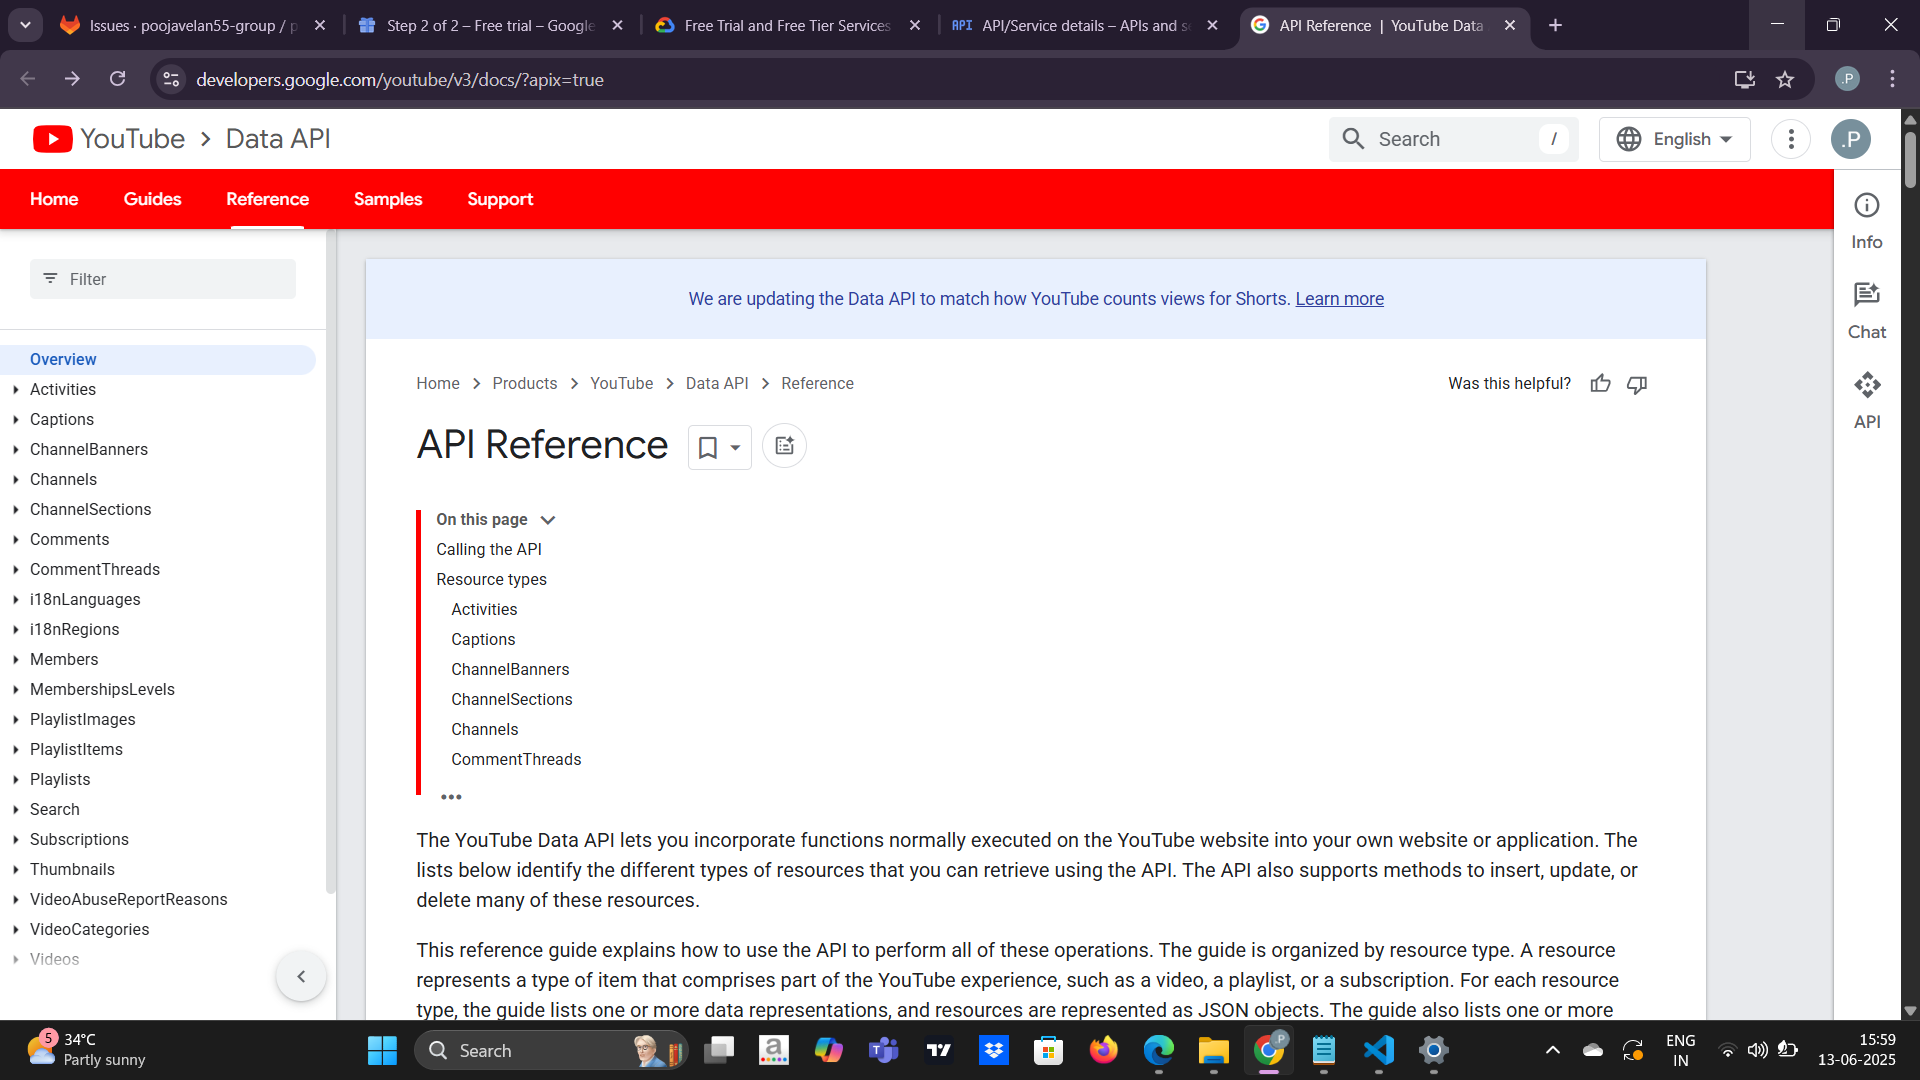 Issues · poojavelan55-group / p
Step 2 of 2 – Free trial – Google
Free Trial and Free Tier Services
API API/Service details – APIs and se
API Reference | YouTube Data
developers.google.com/youtube/v3/docs/?apix=true
.P
YouTube > Data API
Search /
English
.P
Home
Guides
Reference
Samples
Support
Info
Chat
API
Filter
Overview
Activities
Captions
ChannelBanners
Channels
ChannelSections
Comments
CommentThreads
i18nLanguages
i18nRegions
Members
MembershipsLevels
PlaylistImages
PlaylistItems
Playlists
Search
Subscriptions
Thumbnails
VideoAbuseReportReasons
VideoCategories
Videos
We are updating the Data API to match how YouTube counts views for Shorts. Learn more
Home > Products > YouTube > Data API > Reference
Was this helpful?
API Reference
On this page
Calling the API
Resource types
Activities
Captions
ChannelBanners
ChannelSections
Channels
CommentThreads
The YouTube Data API lets you incorporate functions normally executed on the YouTube website into your own website or application. The
lists below identify the different types of resources that you can retrieve using the API. The API also supports methods to insert, update, or
delete many of these resources.
This reference guide explains how to use the API to perform all of these operations. The guide is organized by resource type. A resource
represents a type of item that comprises part of the YouTube experience, such as a video, a playlist, or a subscription. For each resource
type, the guide lists one or more data representations, and resources are represented as JSON objects. The guide also lists one or more
5
34°C
Partly sunny
Search
ENG
IN
15:59
13-06-2025